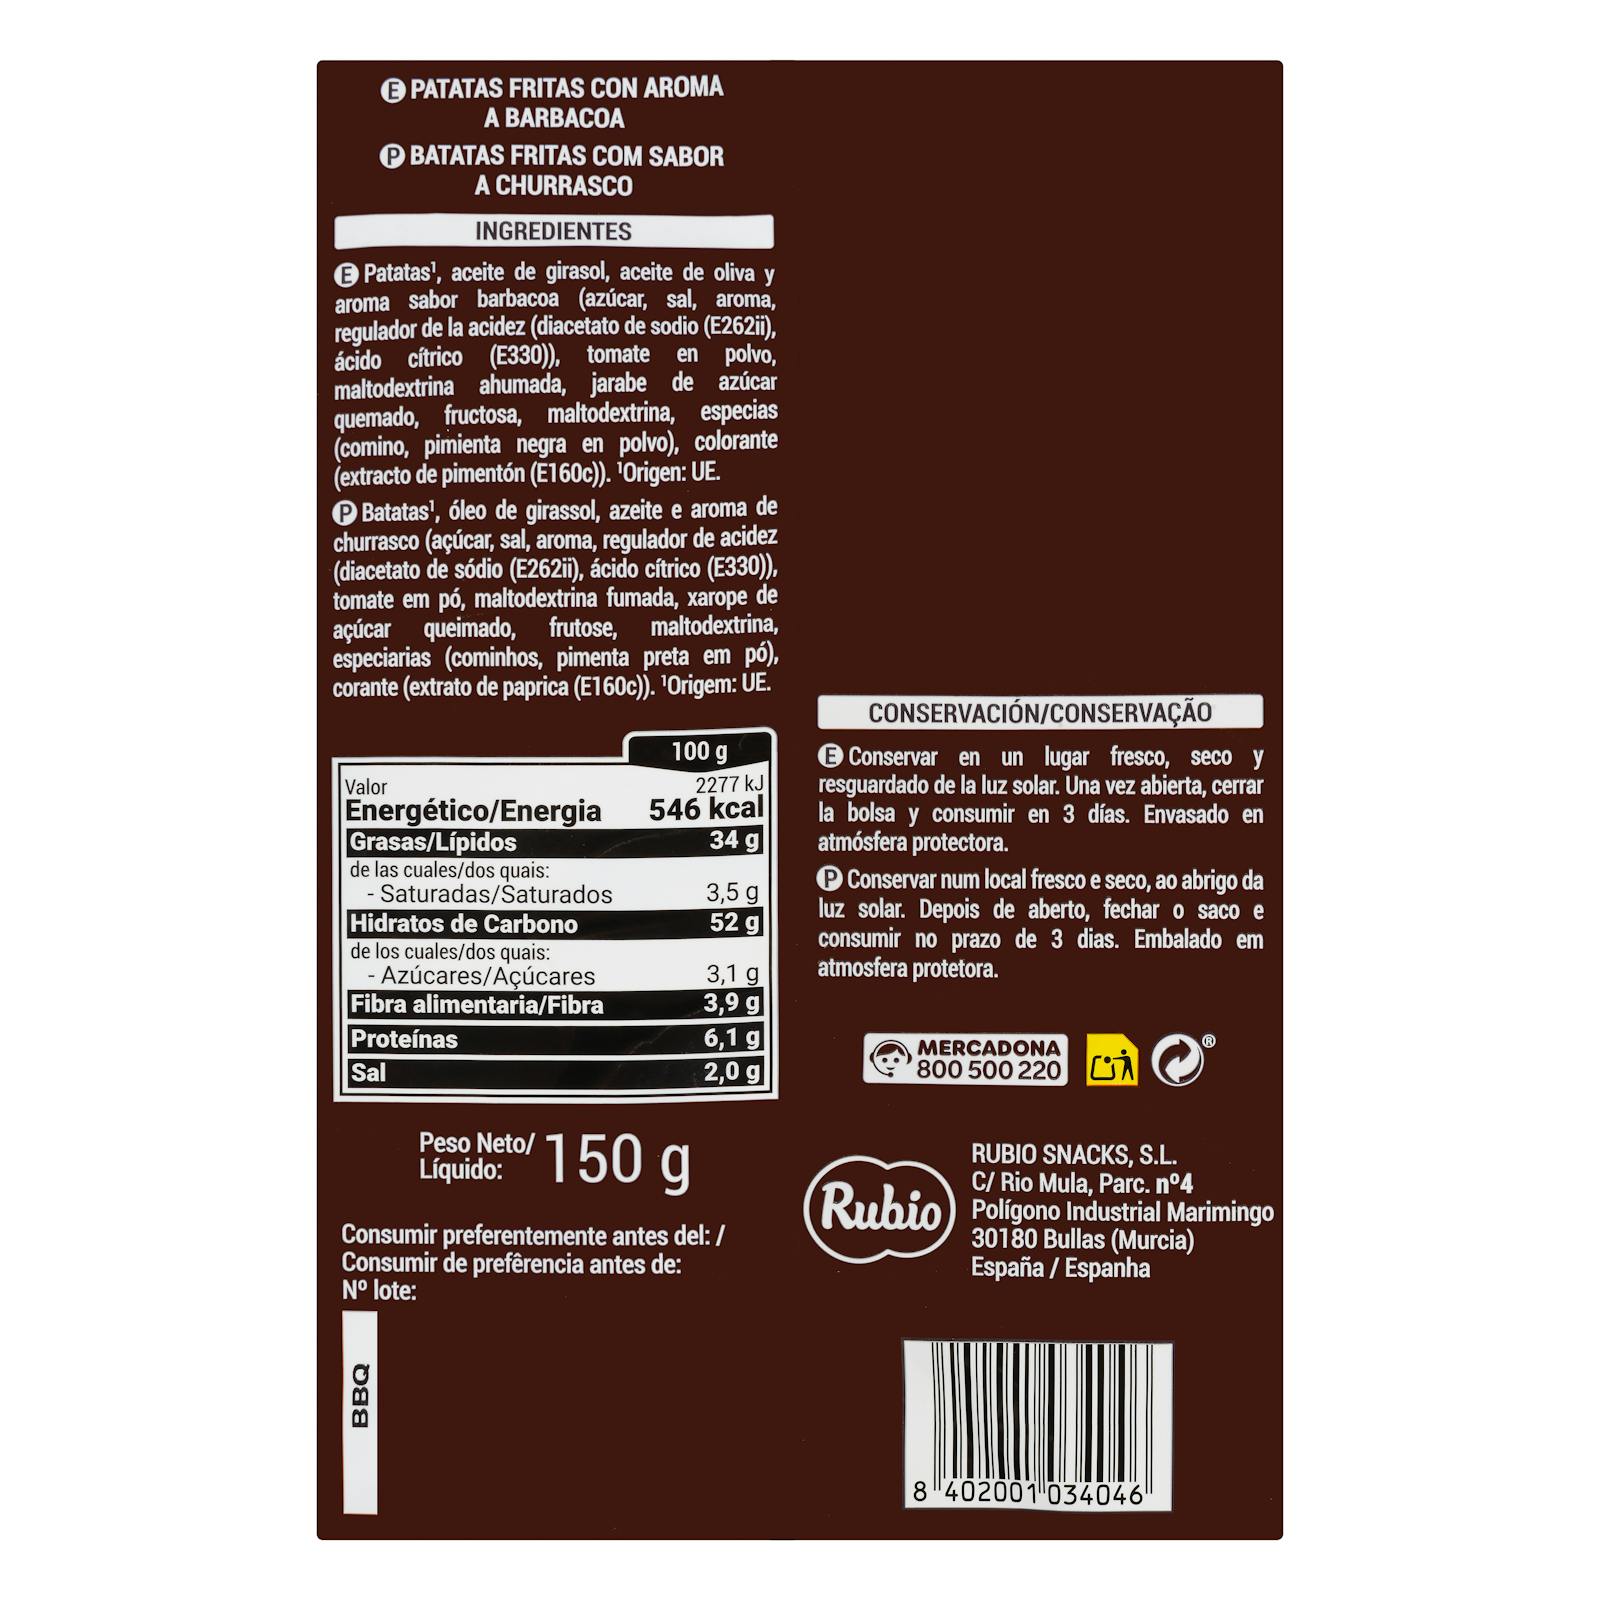 E PATATAS FRITAS CON AROMA
A BARBACOA
P BATATAS FRITAS COM SABOR
A CHURRASCO
INGREDIENTES
E Patatas¹, aceite de girasol, aceite de oliva y
aroma sabor barbacoa (azúcar, sal, aroma,
regulador de la acidez (diacetato de sodio (E262ii),
ácido cítrico (E330)), tomate en polvo,
maltodextrina ahumada, jarabe de azúcar
quemado, fructosa, maltodextrina, especias
(comino, pimienta negra en polvo), colorante
(extracto de pimentón (E160c)). ¹Origen: UE.
P Batatas¹, óleo de girassol, azeite e aroma de
churrasco (açúcar, sal, aroma, regulador de acidez
(diacetato de sódio (E262ii), ácido cítrico (E330)),
tomate em pó, maltodextrina fumada, xarope de
açúcar queimado, frutose, maltodextrina,
especiarias (cominhos, pimenta preta em pó),
corante (extrato de paprica (E160c)). ¹Origem: UE.
100 g
Valor 2277 kJ
Energético/Energia 546 kcal
Grasas/Lípidos 34 g
de las cuales/dos quais:
- Saturadas/Saturados 3,5 g
Hidratos de Carbono 52 g
de los cuales/dos quais:
- Azúcares/Açúcares 3,1 g
Fibra alimentaria/Fibra 3,9 g
Proteínas 6,1 g
Sal 2,0 g
Peso Neto/
Líquido: 150 g
Consumir preferentemente antes del: /
Consumir de preferência antes de:
Nº lote:
BBQ
CONSERVACIÓN/CONSERVAÇÃO
E Conservar en un lugar fresco, seco y
resguardado de la luz solar. Una vez abierta, cerrar
la bolsa y consumir en 3 días. Envasado en
atmósfera protectora.
P Conservar num local fresco e seco, ao abrigo da
luz solar. Depois de aberto, fechar o saco e
consumir no prazo de 3 dias. Embalado em
atmosfera protetora.
MERCADONA
800 500 220
®
Rubio
RUBIO SNACKS, S.L.
C/ Rio Mula, Parc. nº4
Polígono Industrial Marimingo
30180 Bullas (Murcia)
España / Espanha
8 402001 034046